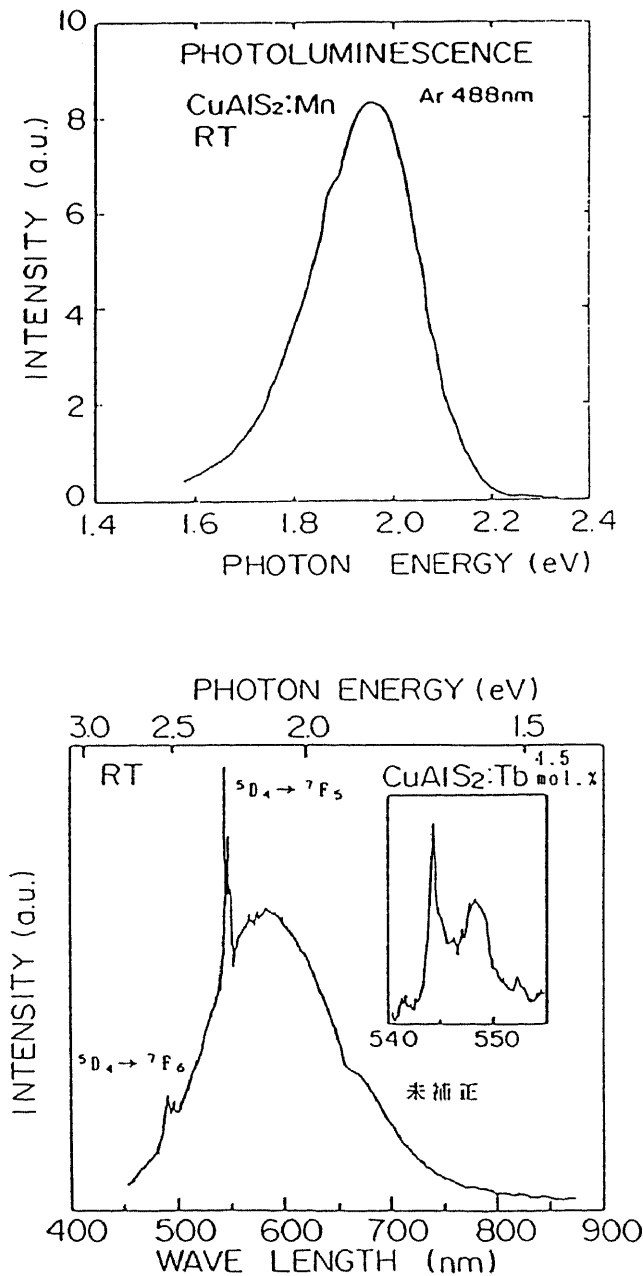 10
PHOTOLUMINESCENCE
CuAlS₂:Mn Ar 488nm
RT
8
6
4
2
0
INTENSITY (a.u.)
1.4 1.6 1.8 2.0 2.2 2.4
PHOTON ENERGY (eV)
PHOTON ENERGY (eV)
3.0 2.5 2.0 1.5
RT ⁵D₄→ ⁷F₅ CuAlS₂:Tb 1.5 mol.%
INTENSITY (a.u.)
540 550
⁵D₄→ ⁷F₆
未補正
400 500 600 700 800 900
WAVE LENGTH (nm)